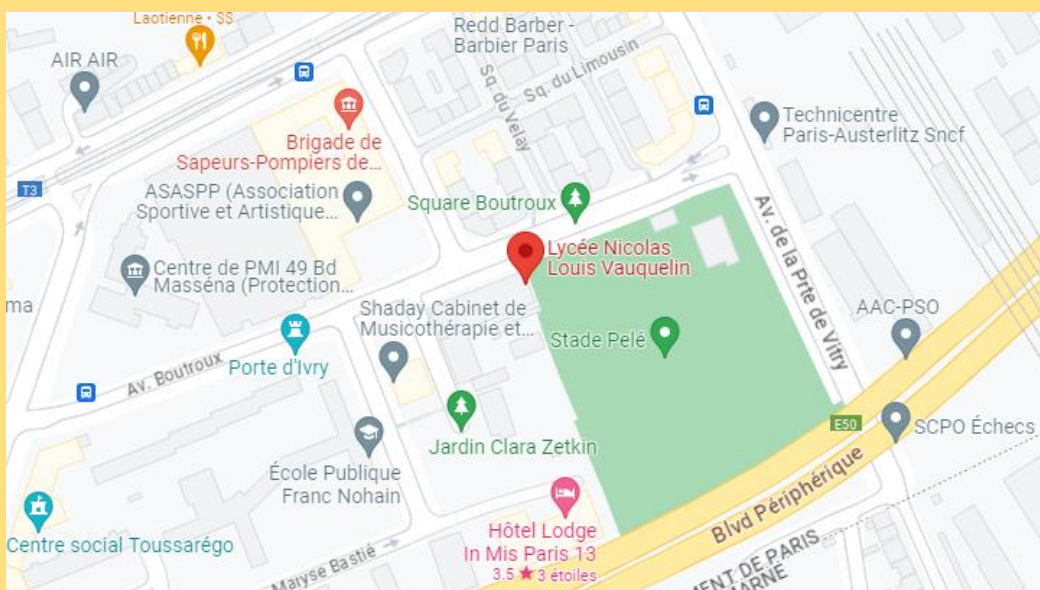 Laotienne • SS
Redd Barber -
Barbier Paris
AIR AIR
Sq. du Limousin
Sq. du Velay
Technicentre
Paris-Austerlitz Sncf
Brigade de
Sapeurs-Pompiers de...
T3
ASASPP (Association
Sportive et Artistique...
Square Boutroux
Av. de la Prte de Vitry
Lycée Nicolas
Louis Vauquelin
Centre de PMI 49 Bd
Masséna (Protection...
ma
Shaday Cabinet de
Musicothérapie et...
AAC-PSO
Stade Pelé
Porte d'Ivry
Av. Boutroux
E50
SCPO Échecs
Jardin Clara Zetkin
École Publique
Franc Nohain
Blvd Périphérique
Hôtel Lodge
In Mis Paris 13
3.5 ★ 3 étoiles
Centre social Toussarégo
Maryse Bastié
MENT DE PARIS
MARNE